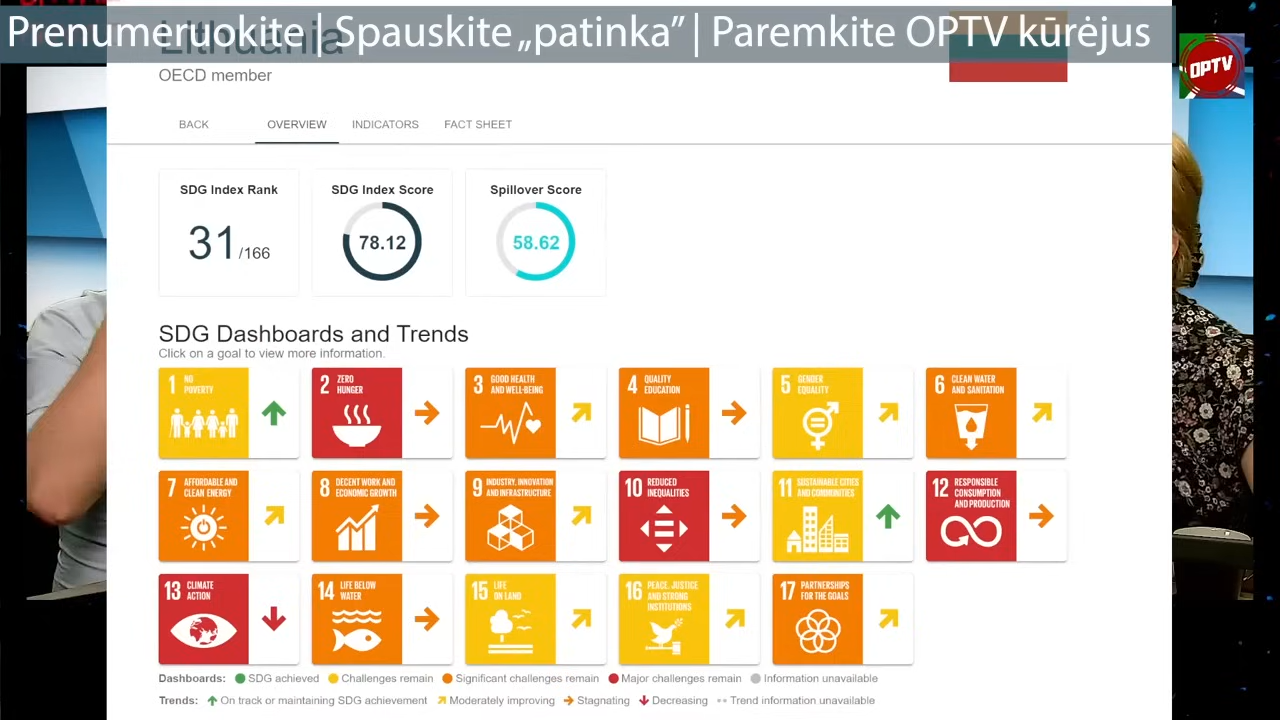 Prenumeruokite | Spauskite „patinka” | Paremkite OPTV kūrėjus
Lithuania
OPTV
OECD member
BACK OVERVIEW INDICATORS FACT SHEET
SDG Index Rank SDG Index Score Spillover Score
31/166 78.12 58.62
SDG Dashboards and Trends
Click on a goal to view more information.
1 NO POVERTY
2 ZERO HUNGER
3 GOOD HEALTH AND WELL-BEING
4 QUALITY EDUCATION
5 GENDER EQUALITY
6 CLEAN WATER AND SANITATION
7 AFFORDABLE AND CLEAN ENERGY
8 DECENT WORK AND ECONOMIC GROWTH
9 INDUSTRY, INNOVATION AND INFRASTRUCTURE
10 REDUCED INEQUALITIES
11 SUSTAINABLE CITIES AND COMMUNITIES
12 RESPONSIBLE CONSUMPTION AND PRODUCTION
13 CLIMATE ACTION
14 LIFE BELOW WATER
15 LIFE ON LAND
16 PEACE, JUSTICE AND STRONG INSTITUTIONS
17 PARTNERSHIPS FOR THE GOALS
Dashboards: SDG achieved Challenges remain Significant challenges remain Major challenges remain Information unavailable
Trends: On track or maintaining SDG achievement Moderately improving Stagnating Decreasing Trend information unavailable